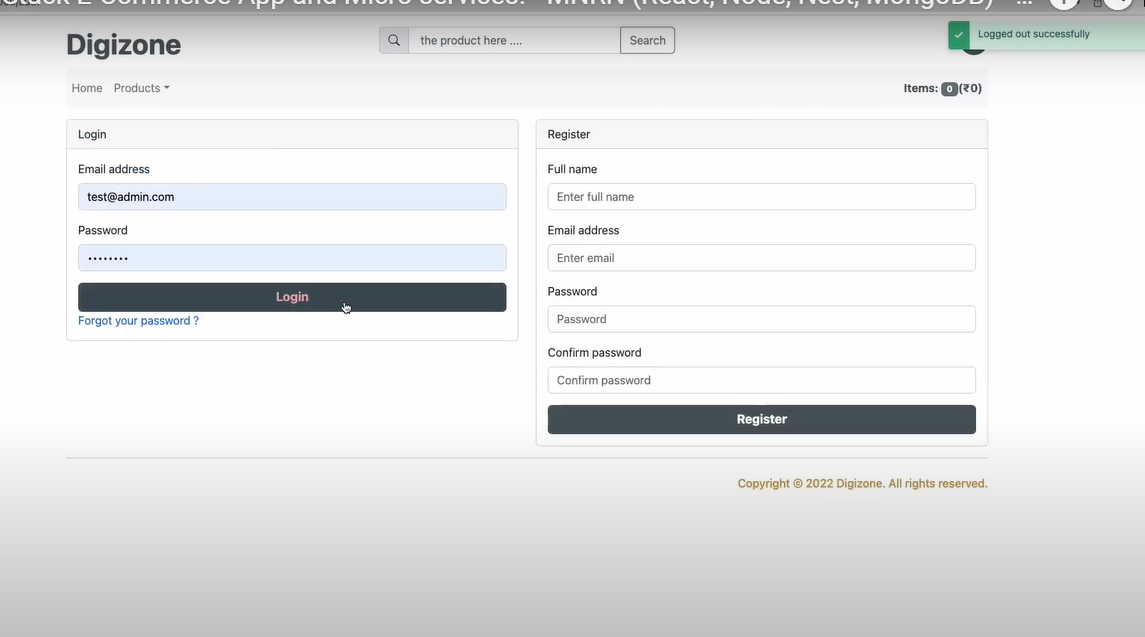 Stack E-Commerce App and Micro-services. - MNRN (React, Node, Nest, MongoDB) ...
Digizone
the product here ....
Search
Logged out successfully
Home Products
Items: 0 (₹0)
Login
Email address
test@admin.com
Password
••••••••
Login
Forgot your password ?
Register
Full name
Enter full name
Email address
Enter email
Password
Password
Confirm password
Confirm password
Register
Copyright © 2022 Digizone. All rights reserved.